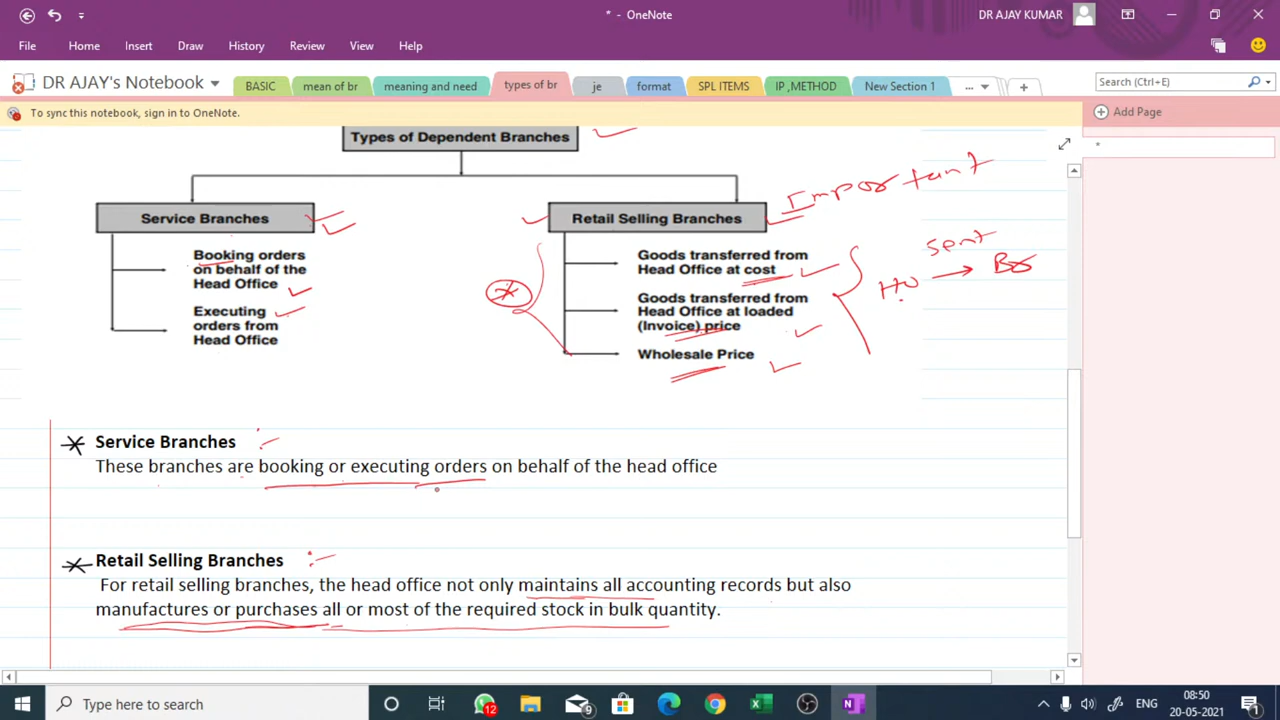 * - OneNote
DR AJAY KUMAR
File Home Insert Draw History Review View Help
DR AJAY's Notebook
BASIC mean of br meaning and need types of br je format SPL ITEMS IP ,METHOD New Section 1 ...
Search (Ctrl+E)
To sync this notebook, sign in to OneNote.
Add Page
*
Types of Dependent Branches
Important
Service Branches
Retail Selling Branches
Booking orders
on behalf of the
Head Office
Executing
orders from
Head Office
Goods transferred from
Head Office at cost
Goods transferred from
Head Office at loaded
(Invoice) price
Wholesale Price
sent
HO → BO
Service Branches :-
These branches are booking or executing orders on behalf of the head office
Retail Selling Branches :-
For retail selling branches, the head office not only maintains all accounting records but also
manufactures or purchases all or most of the required stock in bulk quantity.
Type here to search
12
9
ENG
08:50
20-05-2021
1